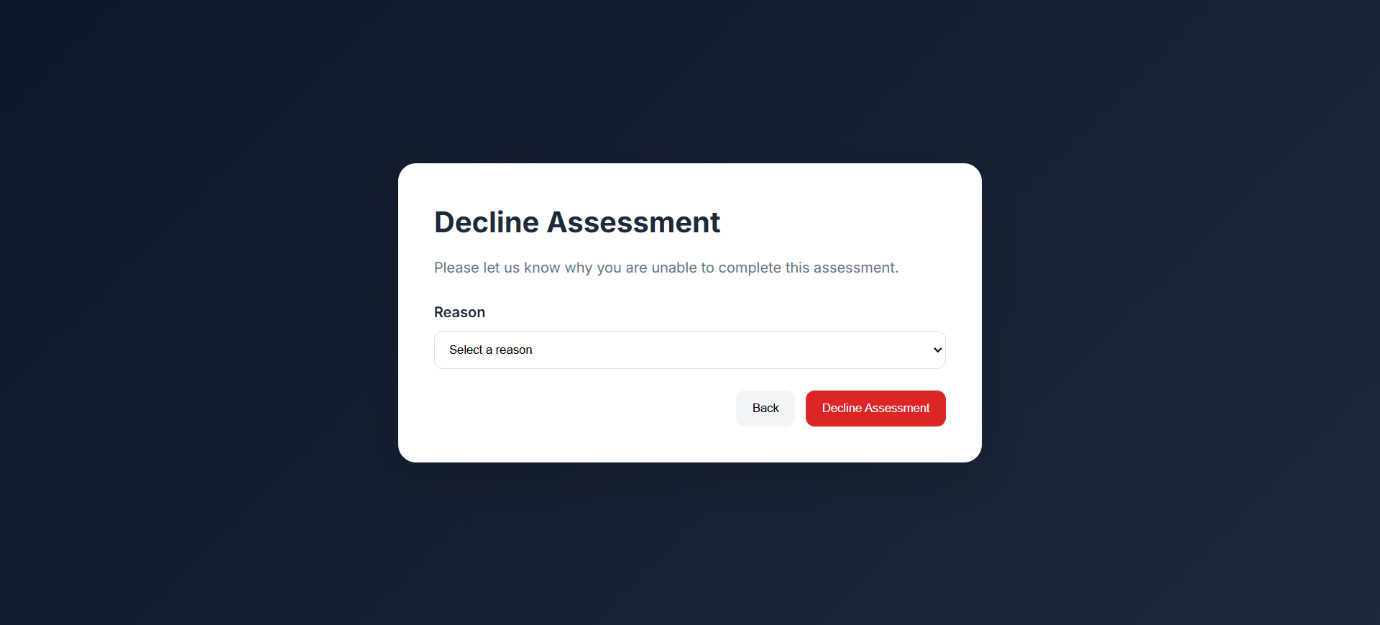 Decline Assessment
Please let us know why you are unable to complete this assessment.
Reason
Select a reason
Back
Decline Assessment